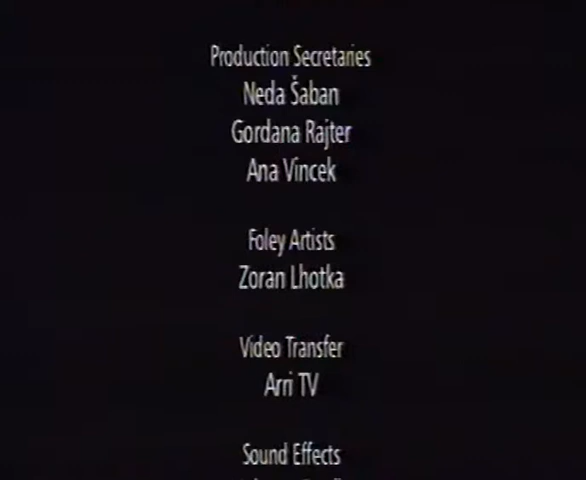 Production Secretaries
Neda Šaban
Gordana Rajter
Ana Vincek
Foley Artists
Zoran Lhotka
Video Transfer
Arri TV
Sound Effects